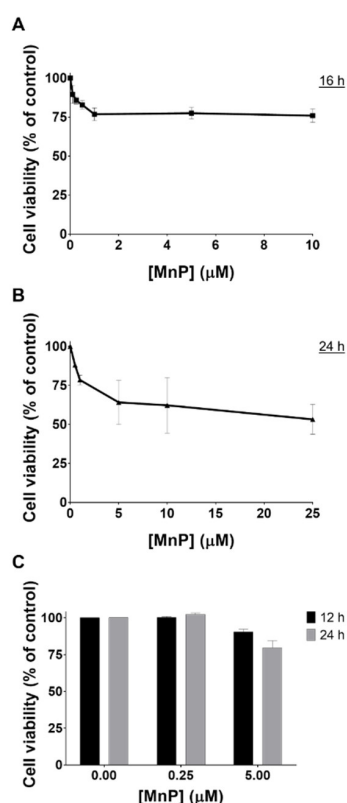 A
16 h
Cell viability (% of control)
100
75
50
25
0
0 2 4 6 8 10
[MnP] (μM)
B
24 h
Cell viability (% of control)
100
75
50
25
0
0 5 10 15 20 25
[MnP] (μM)
C
Cell viability (% of control)
100
75
50
25
0
12 h
24 h
0.00 0.25 5.00
[MnP] (μM)